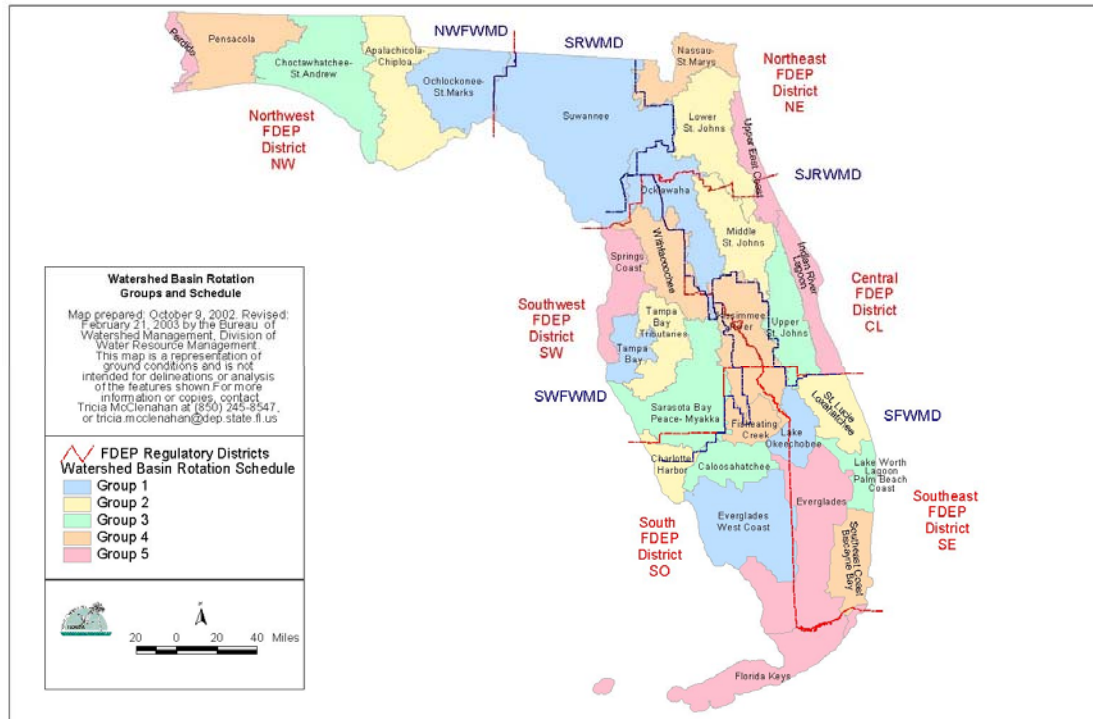 NWFWMD
SRWMD
Perdido
Pensacola
Choctawhatchee-
St.Andrew
Apalachicola-
Chipola
Ochlockonee-
St.Marks
Nassau-
St.Marys
Northeast
FDEP
District
NE
Northwest
FDEP
District
NW
Suwannee
Lower
St. Johns
Upper East Coast
SJRWMD
Ocklawaha
Middle
St. Johns
Springs
Coast
Withlacoochee
Indian River
Lagoon
Central
FDEP
District
CL
Southwest
FDEP
District
SW
Tampa
Bay
Tributaries
Tampa
Bay
Kissimmee
River
Upper
St. Johns
SWFWMD
Sarasota Bay
Peace- Myakka
Fisheating
Creek
Lake
Okeechobee
St. Lucie
Loxahatchee
SFWMD
Charlotte
Harbor
Caloosahatchee
Lake Worth
Lagoon
Palm Beach
Coast
Everglades
West Coast
Everglades
Southeast Coast
Biscayne Bay
South
FDEP
District
SO
Southeast
FDEP
District
SE
Florida Keys
Watershed Basin Rotation
Groups and Schedule
Map prepared: October 9, 2002. Revised:
February 21, 2003 by the Bureau of
Watershed Management, Division of
Water Resource Management.
This map is a representation of
ground conditions and is not
intended for delineations or analysis
of the features shown.For more
information or copies, contact
Tricia McClenahan at (850) 245-8547,
or tricia.mcclenahan@dep.state.fl.us
FDEP Regulatory Districts
Watershed Basin Rotation Schedule
Group 1
Group 2
Group 3
Group 4
Group 5
20 0 20 40 Miles